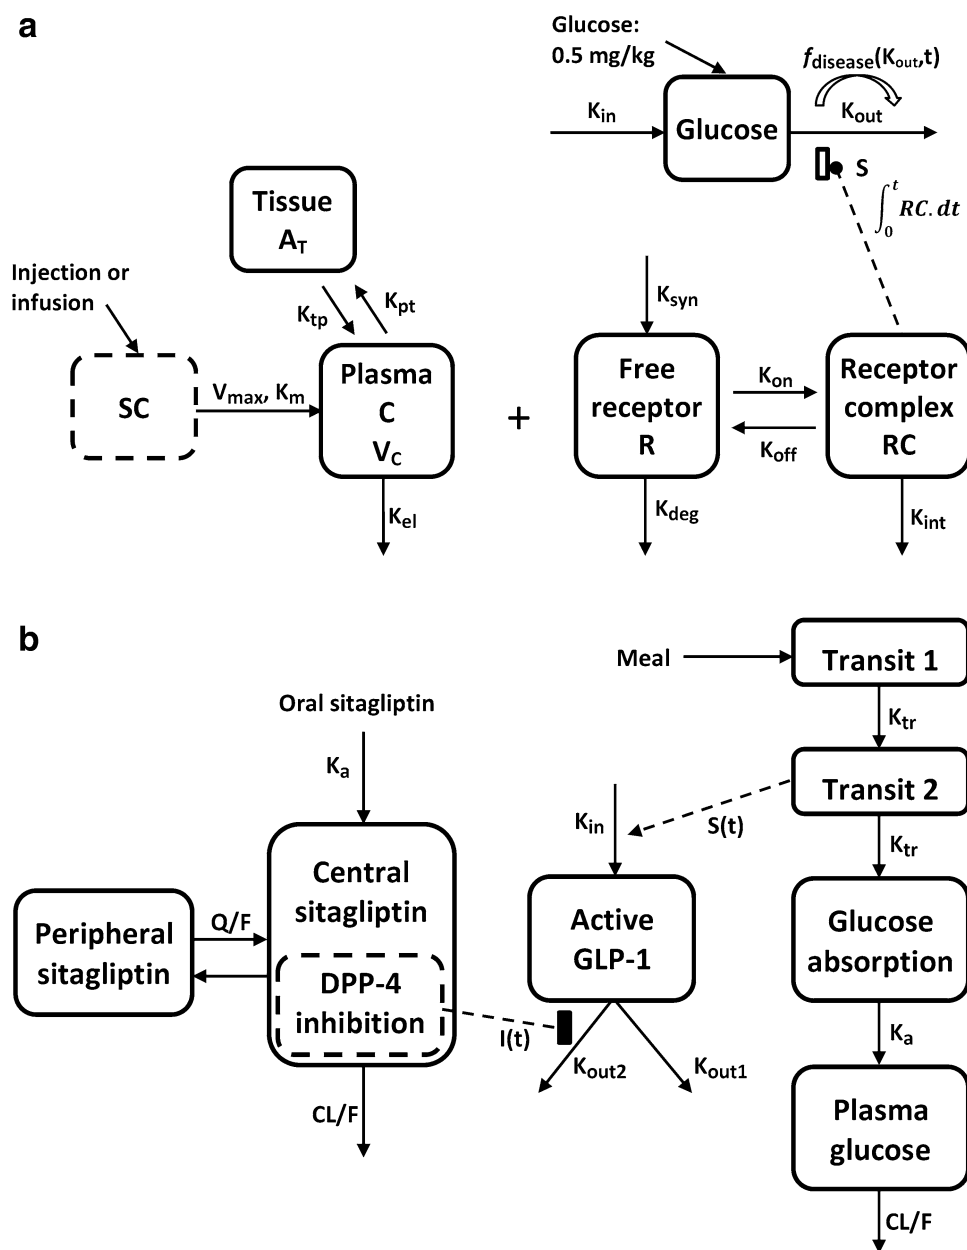 a
Glucose:
0.5 mg/kg
f_disease(K_out,t)
K_in
Glucose
K_out
S
∫₀ᵗ RC.dt
Tissue
A_T
Injection or
infusion
K_tp
K_pt
K_syn
SC
V_max, K_m
Plasma
C
V_C
+
Free
receptor
R
K_on
K_off
Receptor
complex
RC
K_el
K_deg
K_int
b
Meal
Transit 1
K_tr
Oral sitagliptin
K_a
Transit 2
S(t)
K_in
K_tr
Central
sitagliptin
Peripheral
sitagliptin
Q/F
DPP-4
inhibition
I(t)
Active
GLP-1
Glucose
absorption
K_out2
K_out1
K_a
CL/F
Plasma
glucose
CL/F